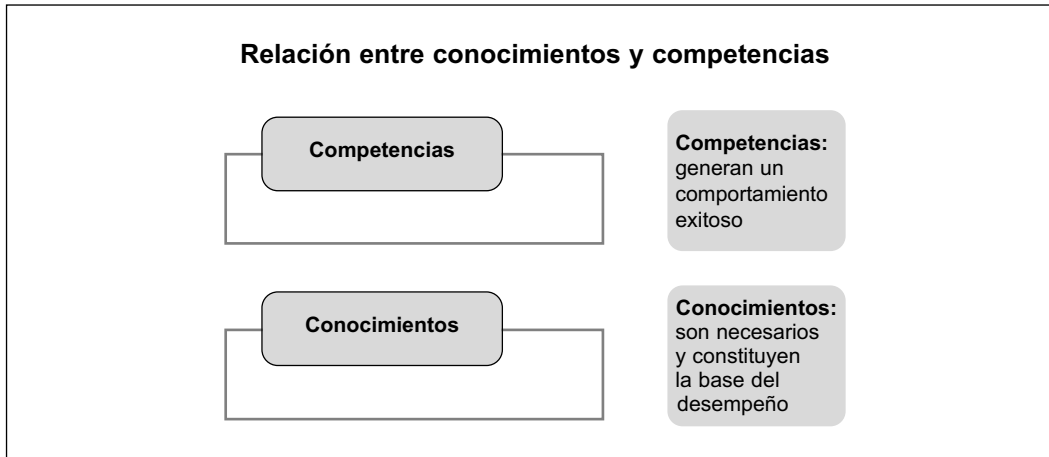 Relación entre conocimientos y competencias
Competencias
Competencias:
generan un
comportamiento
exitoso
Conocimientos
Conocimientos:
son necesarios
y constituyen
la base del
desempeño